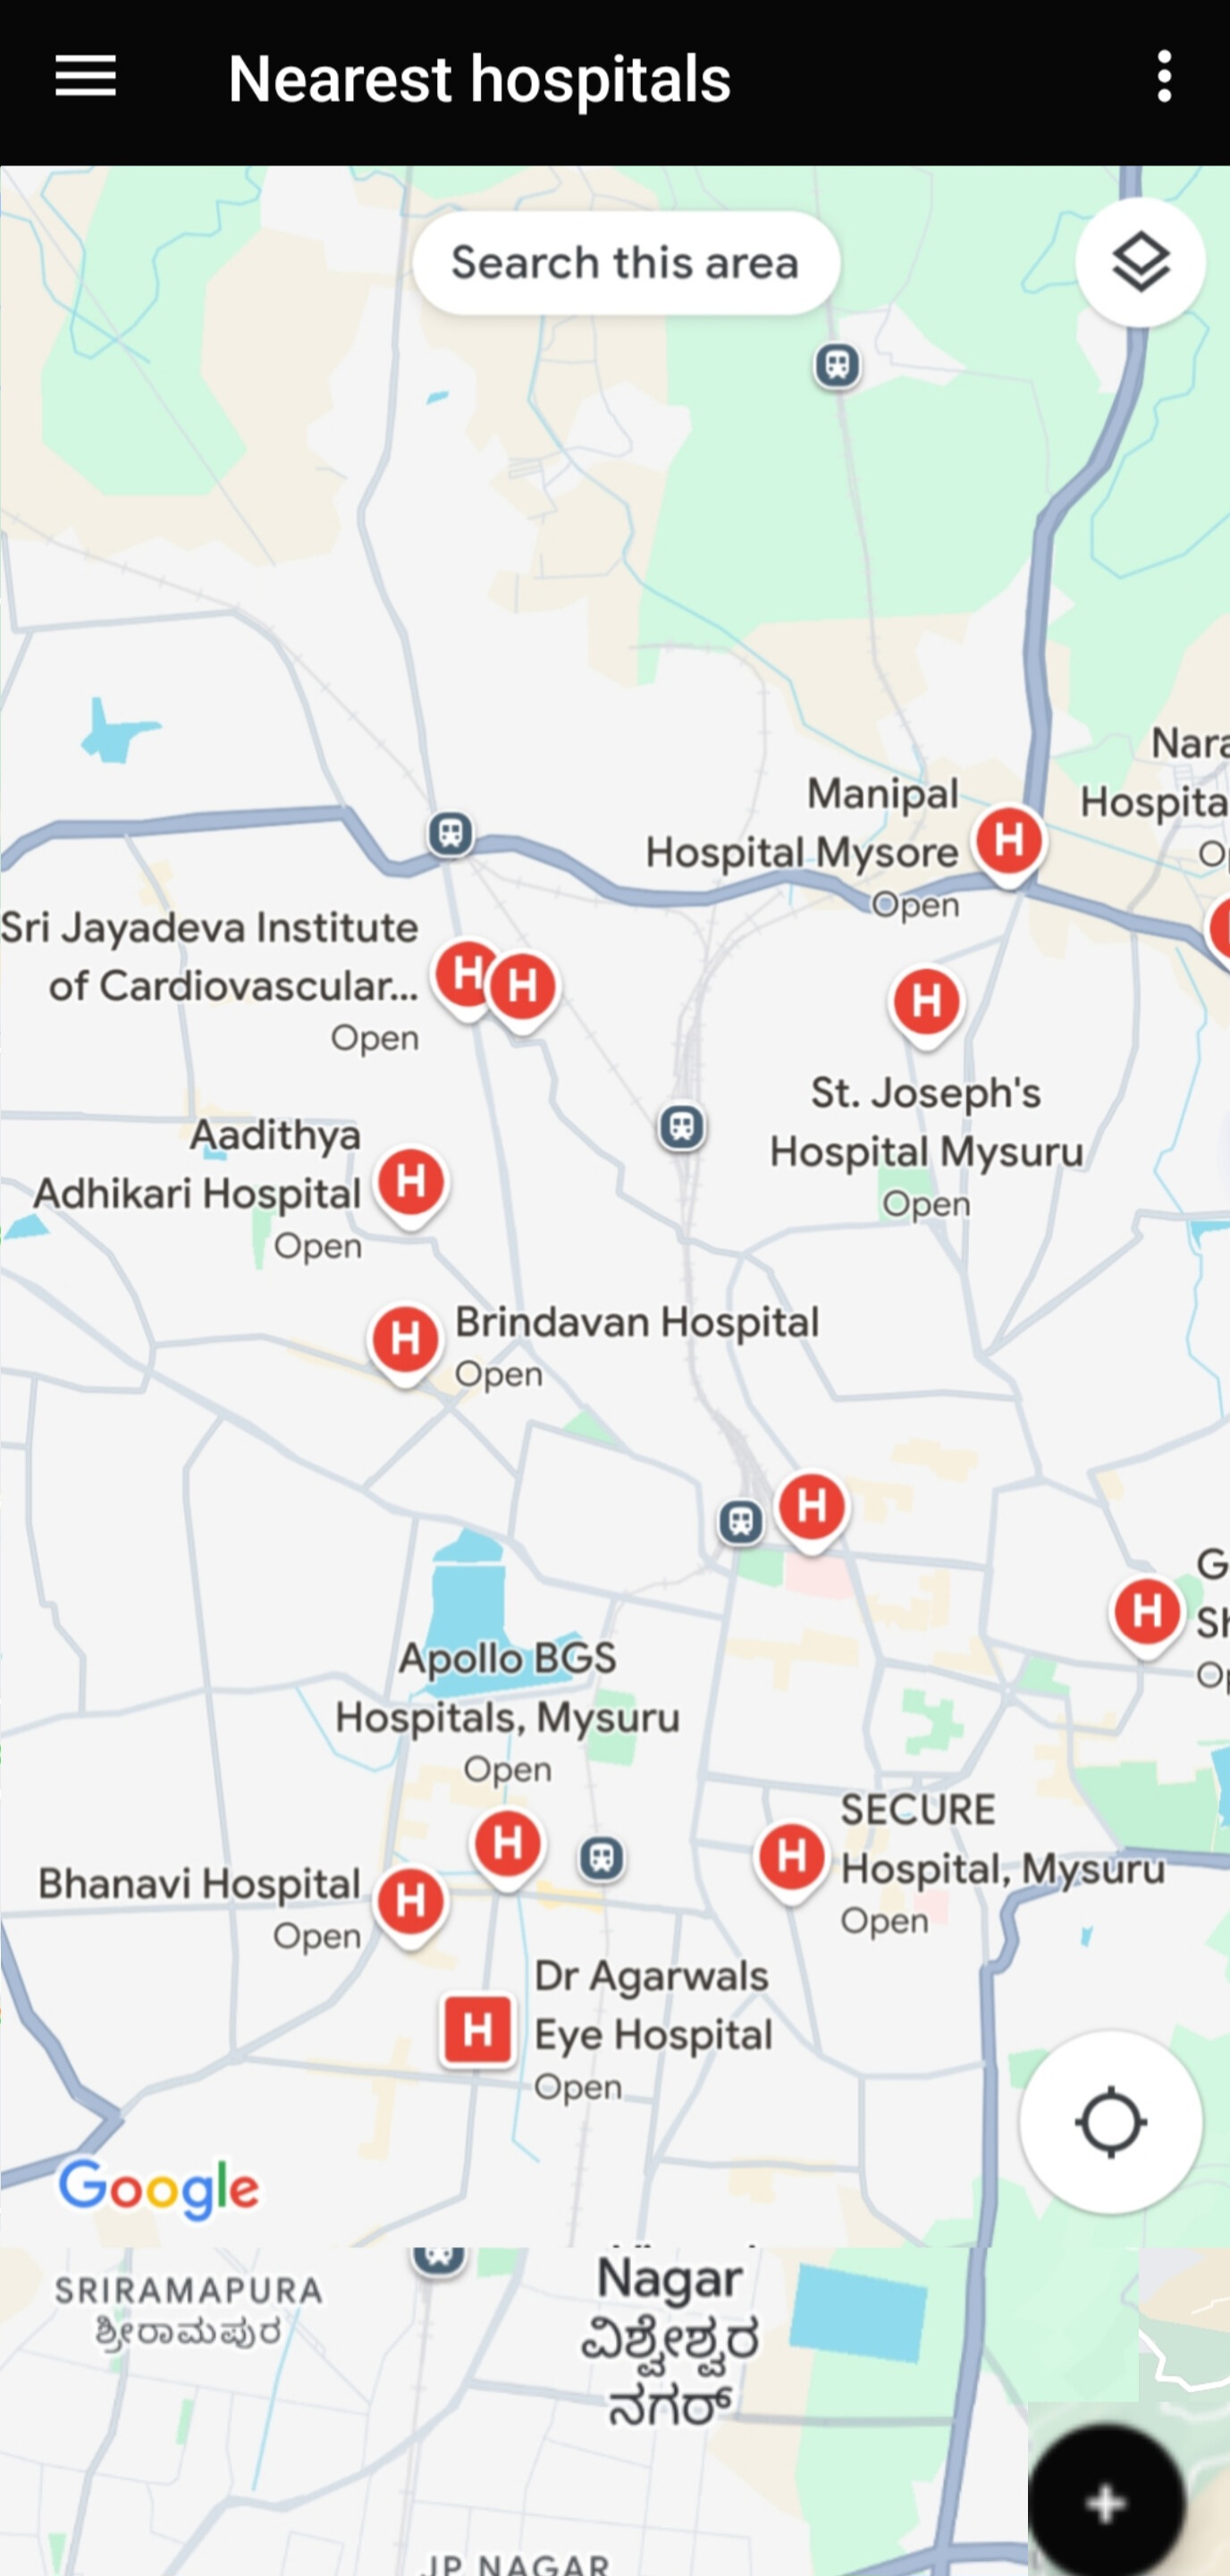 Nearest hospitals
Search this area
Manipal
Hospital Mysore
Open
Hospita
Sri Jayadeva Institute
of Cardiovascular...
Open
H
H
H
H
St. Joseph's
Hospital Mysuru
Open
Aadithya
Adhikari Hospital
Open
H
H
Brindavan Hospital
Open
H
H
Apollo BGS
Hospitals, Mysuru
Open
H
SECURE
Hospital, Mysuru
Open
H
Bhanavi Hospital
Open
H
Dr Agarwals
Eye Hospital
Open
H
Google
SRIRAMAPURA
ಶ್ರೀರಾಮಪುರ
Nagar
ವಿಶ್ವೇಶ್ವರ
ನಗರ್
JP NAGAR